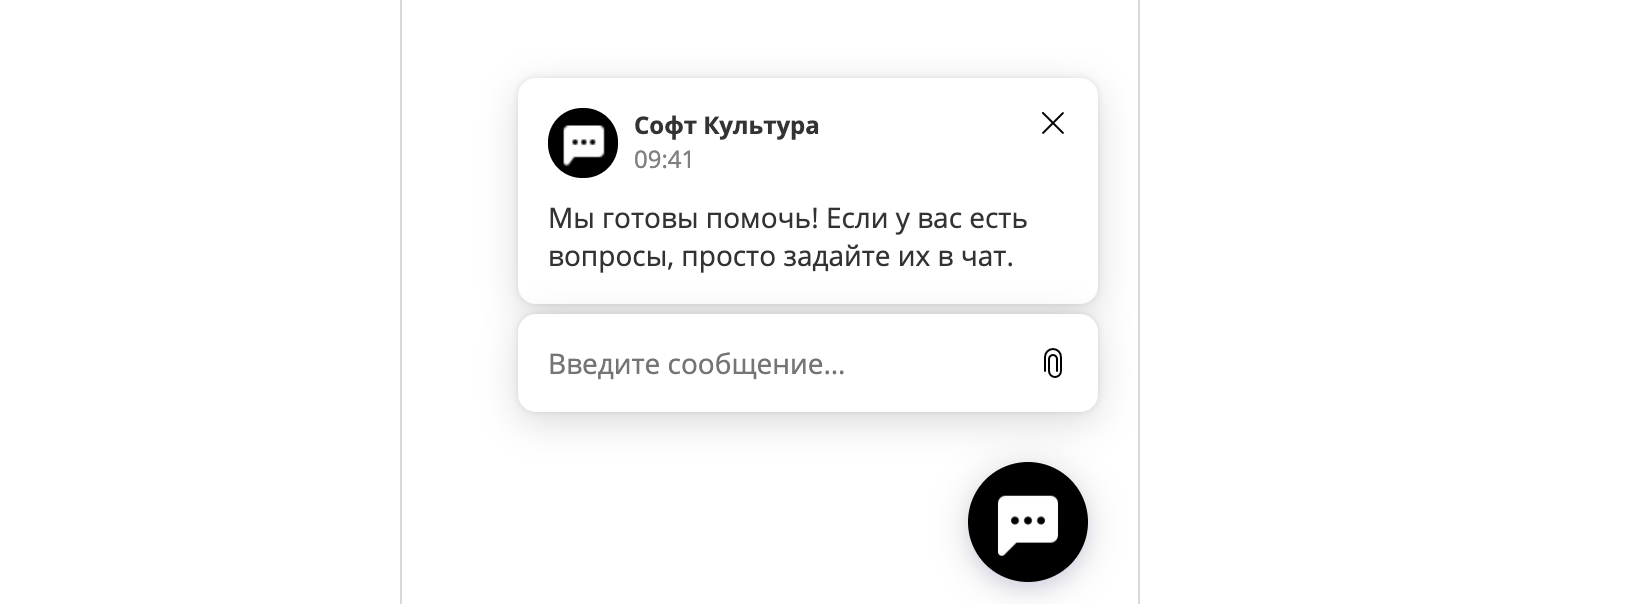 Софт Культура
09:41
Мы готовы помочь! Если у вас есть
вопросы, просто задайте их в чат.
Введите сообщение...